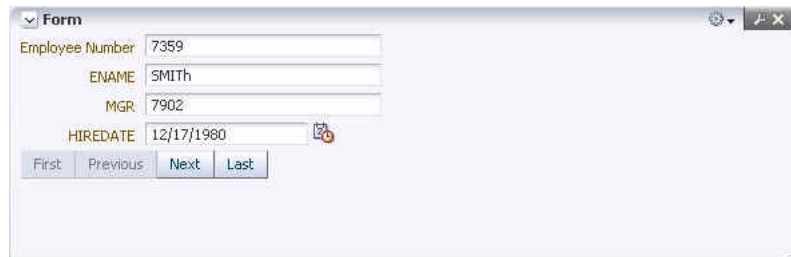 Form
Employee Number 7359
ENAME SMITh
MGR 7902
HIREDATE 12/17/1980
First Previous Next Last